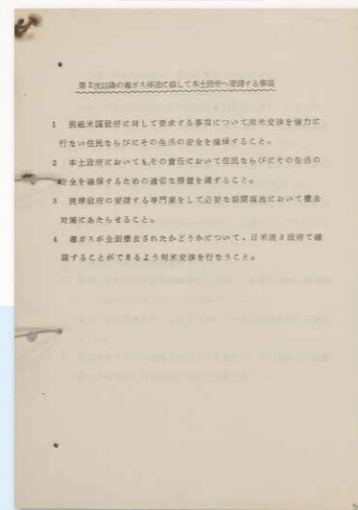 第2次以降の毒ガス移送に際して本土政府へ要請する事項
1 別紙米国政府に対して要求する事項について対米交渉を強力に
行ない住民ならびにその生活の安全を確保すること。
2 本土政府においても、その責任において住民ならびにその生活の
安全を確保するための適切な措置を講ずること。
3 琉球政府の要請する専門家をして必要な期間現地において撤去
対策にあたらせること。
4 毒ガスが全面撤去されたかどうかについて、日米琉3政府で確
認することができるよう対米交渉を行なうこと。